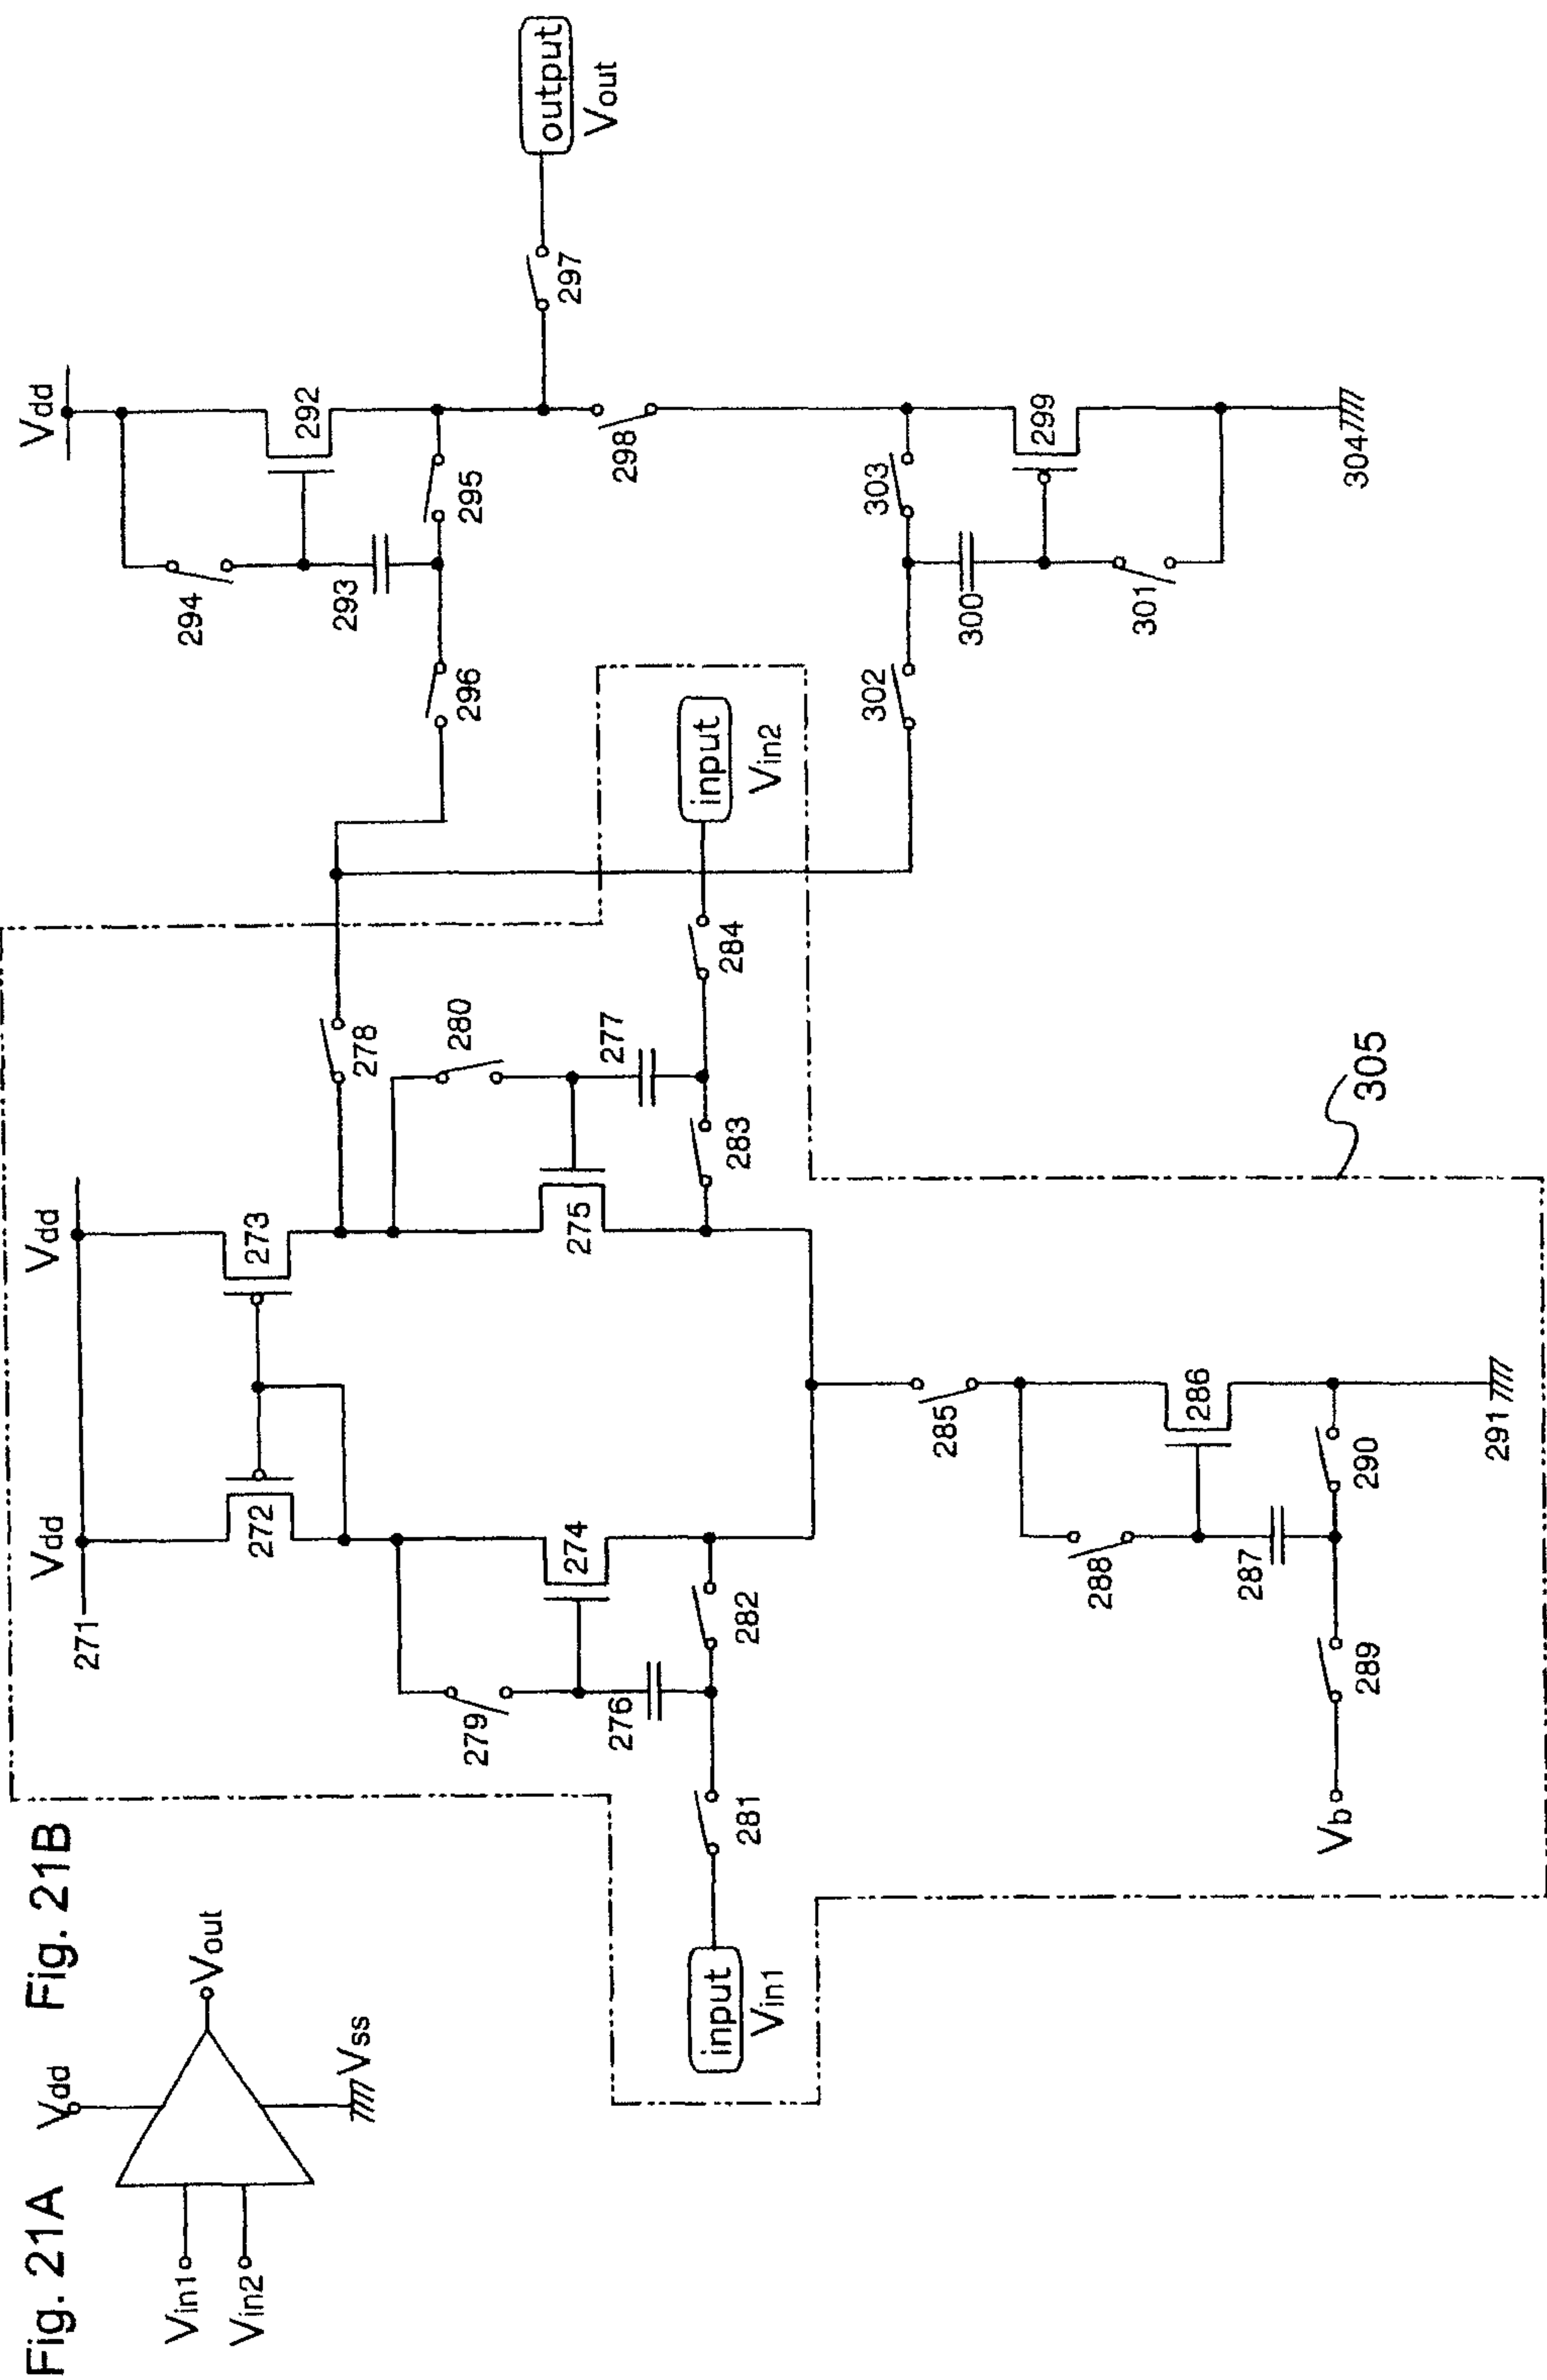 Fig. 21A
Vdd
Vin1
Vin2
Vout
Vss
Fig. 21B
271
Vdd
Vdd
272
273
274
275
276
277
278
279
280
281
282
283
284
input
Vin1
input
Vin2
285
286
287
288
289
290
Vb
291
305
Vdd
292
293
294
295
296
297
output
Vout
298
299
300
301
302
303
304